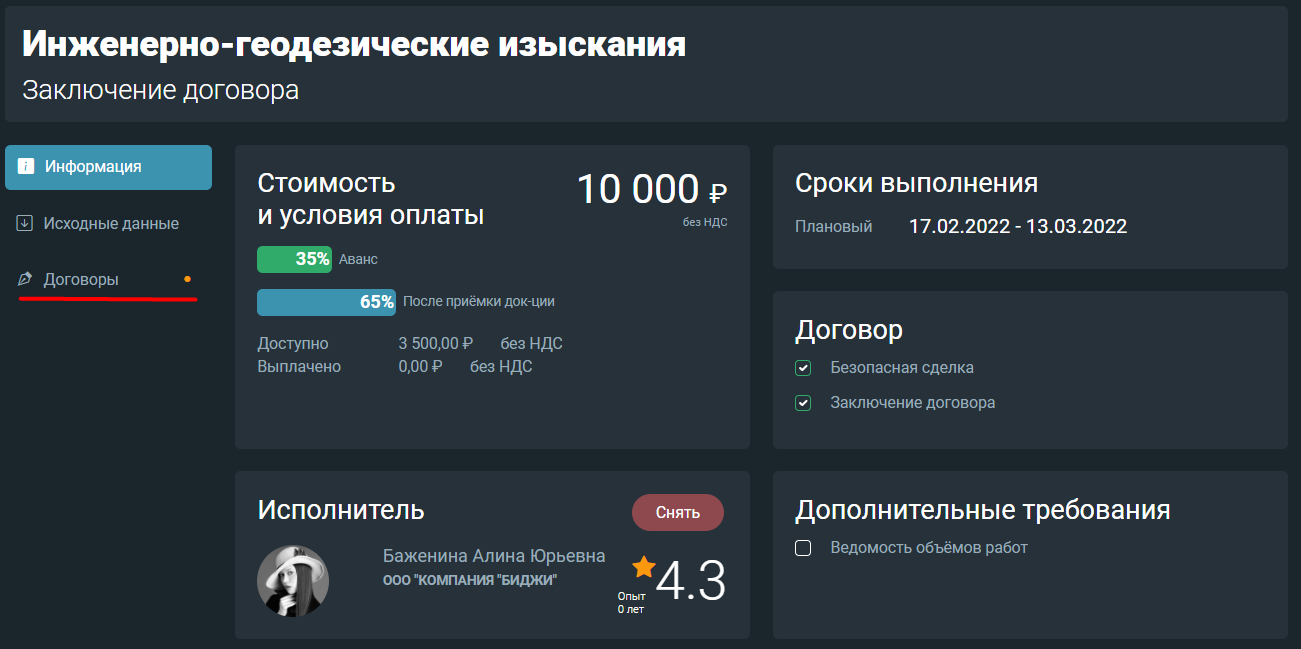 Инженерно-геодезические изыскания
Заключение договора
Информация
Исходные данные
Договоры
Стоимость
и условия оплаты
10 000 ₽
без НДС
35% Аванс
65% После приёмки док-ции
Доступно 3 500,00 ₽ без НДС
Выплачено 0,00 ₽ без НДС
Сроки выполнения
Плановый 17.02.2022 - 13.03.2022
Договор
Безопасная сделка
Заключение договора
Исполнитель
Снять
Баженина Алина Юрьевна
ООО "КОМПАНИЯ "БИДЖИ"
Опыт
0 лет
4.3
Дополнительные требования
Ведомость объёмов работ